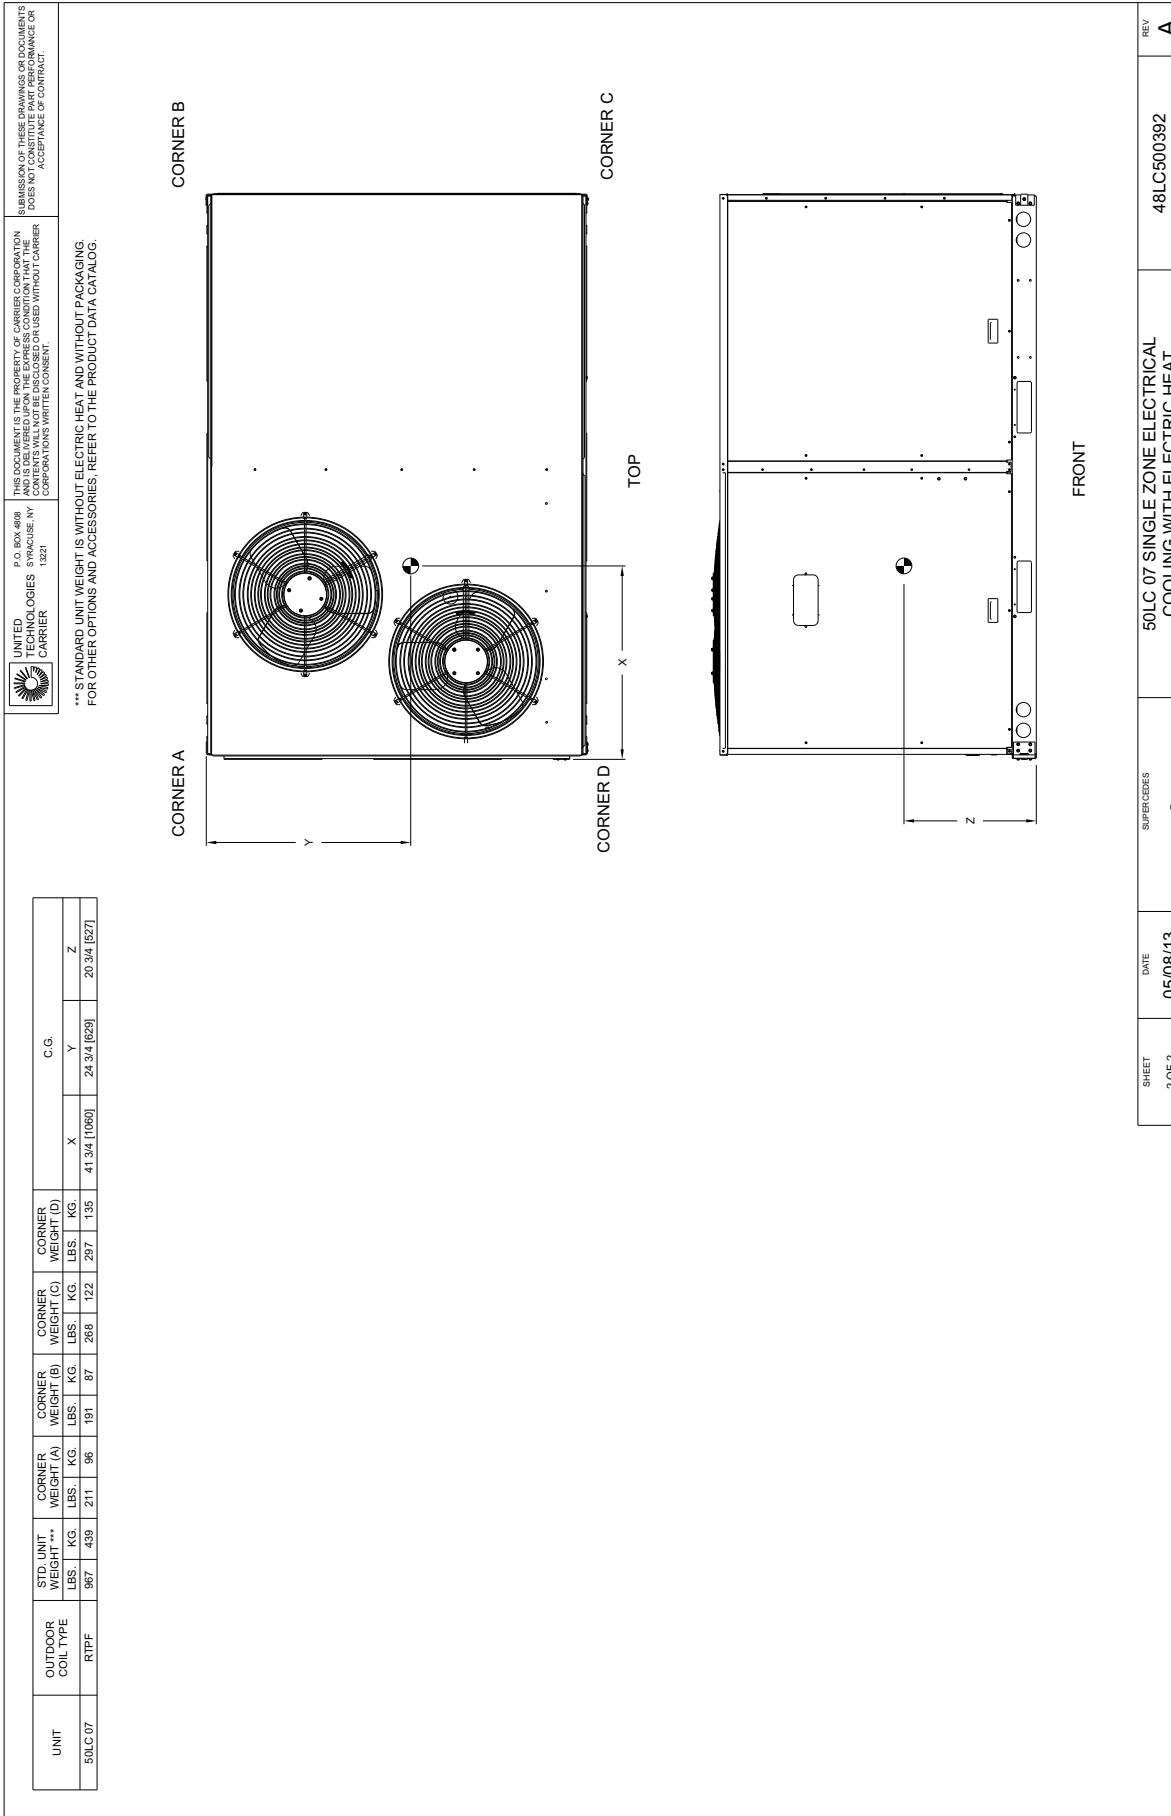 UNIT
OUTDOOR
COIL TYPE
STD. UNIT
WEIGHT ***
CORNER
WEIGHT (A)
CORNER
WEIGHT (B)
CORNER
WEIGHT (C)
CORNER
WEIGHT (D)
C.G.
LBS. KG. LBS. KG. LBS. KG. LBS. KG. LBS. KG. X Y Z
50LC 07 RTPF 967 439 211 96 191 87 268 122 297 135 41 3/4 [1060] 24 3/4 [629] 20 3/4 [527]
UNITED
TECHNOLOGIES
CARRIER
P.O. BOX 4808
SYRACUSE, NY
13221
THIS DOCUMENT IS THE PROPERTY OF CARRIER CORPORATION
AND IS DELIVERED UPON THE EXPRESS CONDITION THAT THE
CONTENTS WILL NOT BE DISCLOSED OR USED WITHOUT CARRIER
CORPORATION'S WRITTEN CONSENT.
SUBMISSION OF THESE DRAWINGS OR DOCUMENTS
DOES NOT CONSTITUTE PART PERFORMANCE OR
ACCEPTANCE OF CONTRACT.
*** STANDARD UNIT WEIGHT IS WITHOUT ELECTRIC HEAT AND WITHOUT PACKAGING.
FOR OTHER OPTIONS AND ACCESSORIES, REFER TO THE PRODUCT DATA CATALOG.
CORNER A
CORNER B
Y
X
CORNER D
CORNER C
TOP
Z
FRONT
SHEET
2 OF 2
DATE
05/08/13
SUPERCEDES
-
50LC 07 SINGLE ZONE ELECTRICAL
COOLING WITH ELECTRIC HEAT
48LC500392
REV
A